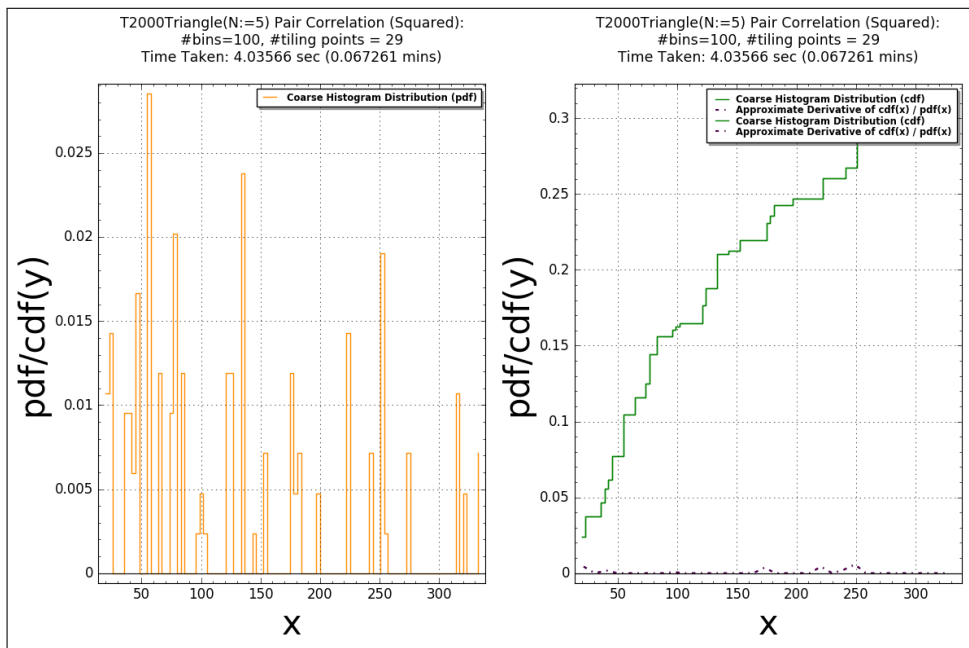 T2000Triangle(N:=5) Pair Correlation (Squared):
#bins=100, #tiling points = 29
Time Taken: 4.03566 sec (0.067261 mins)
Coarse Histogram Distribution (pdf)
0.025
0.02
0.015
0.01
0.005
0
50
100
150
200
250
300
pdf/cdf(y)
x
T2000Triangle(N:=5) Pair Correlation (Squared):
#bins=100, #tiling points = 29
Time Taken: 4.03566 sec (0.067261 mins)
Coarse Histogram Distribution (cdf)
Approximate Derivative of cdf(x) / pdf(x)
Coarse Histogram Distribution (cdf)
Approximate Derivative of cdf(x) / pdf(x)
0.3
0.25
0.2
0.15
0.1
0.05
0
50
100
150
200
250
300
pdf/cdf(y)
x